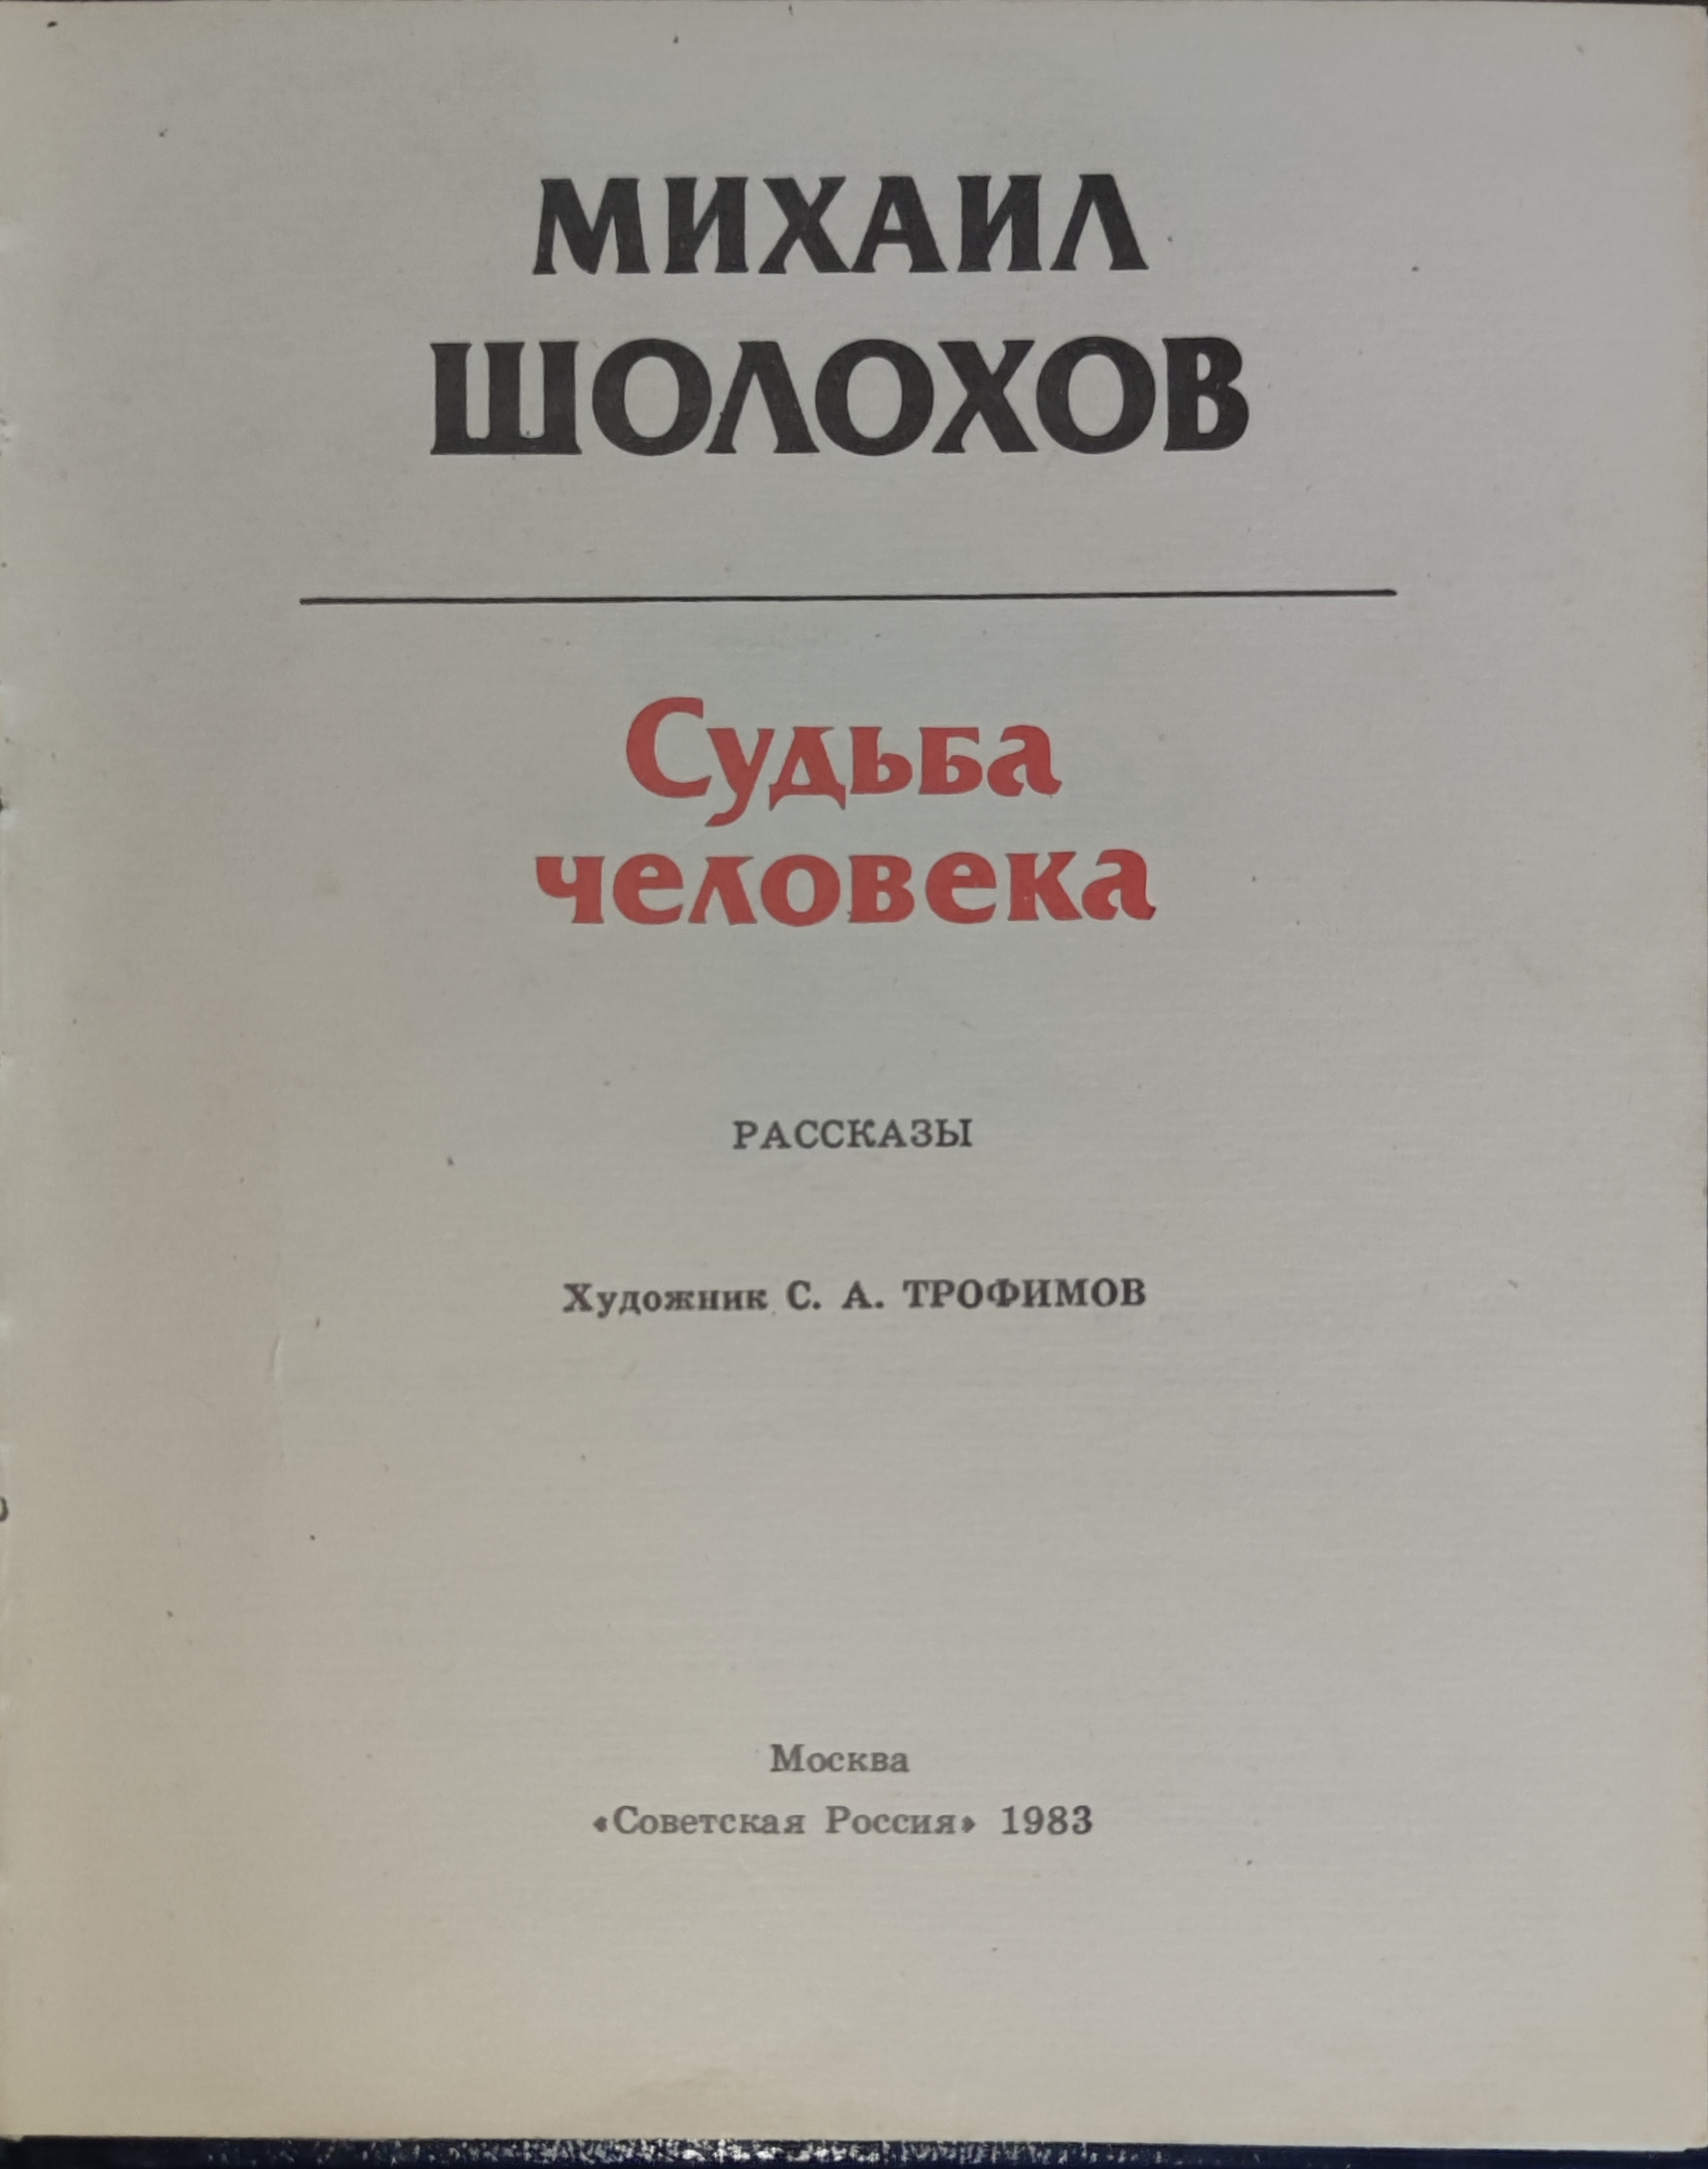 МИХАИЛ
ШОЛОХОВ
Судьба
человека
РАССКАЗЫ
Художник С. А. ТРОФИМОВ
Москва
«Советская Россия» 1983